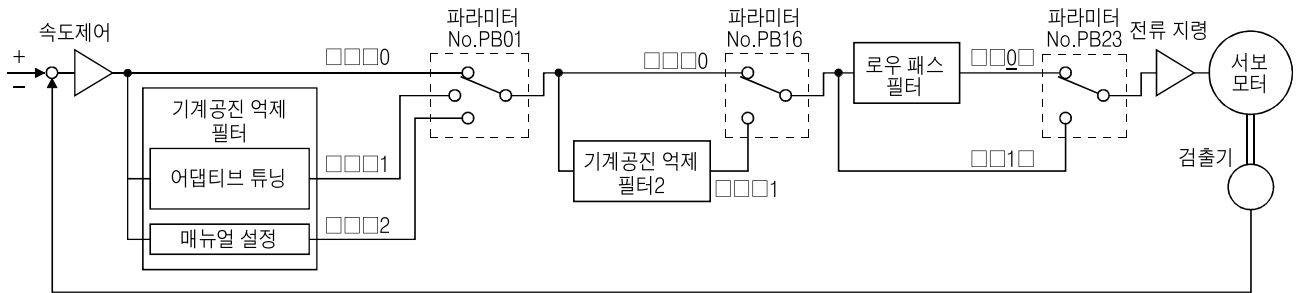 속도제어
+
−
기계공진 억제
필터
어댑티브 튜닝
매뉴얼 설정
□□□0
□□□1
□□□2
파라미터
No.PB01
□□□0
기계공진 억제
필터2
□□□1
파라미터
No.PB16
로우 패스
필터
□□0□
□□1□
파라미터
No.PB23
전류 지령
서보
모터
검출기